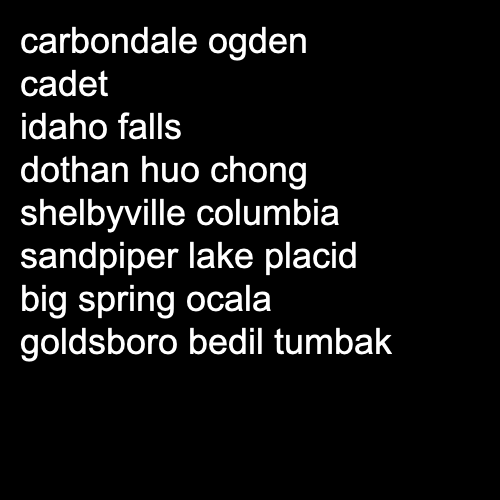 carbondale ogden
cadet
idaho falls
dothan huo chong
shelbyville columbia
sandpiper lake placid
big spring ocala
goldsboro bedil tumbak